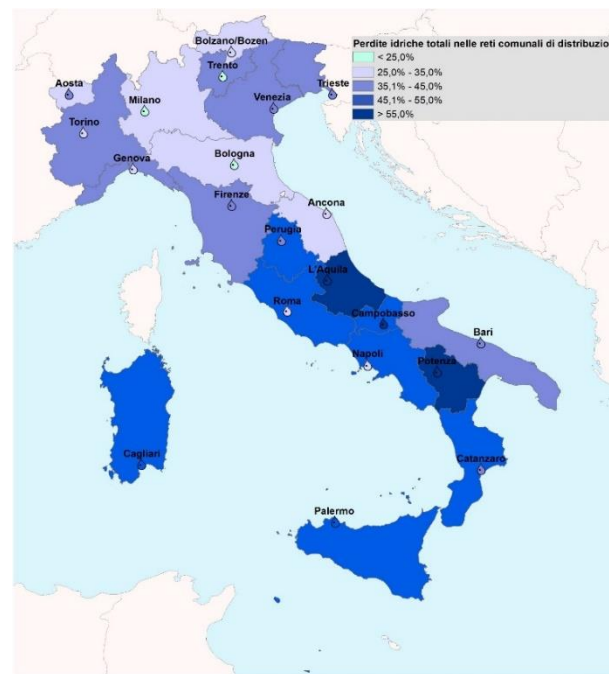 Perdite idriche totali nelle reti comunali di distribuzio
< 25,0%
25,0% - 35,0%
35,1% - 45,0%
45,1% - 55,0%
> 55,0%
Bolzano/Bozen
Trento
Aosta
Milano
Venezia
Trieste
Torino
Genova
Bologna
Firenze
Ancona
Perugia
L'Aquila
Roma
Campobasso
Bari
Napoli
Potenza
Cagliari
Catanzaro
Palermo